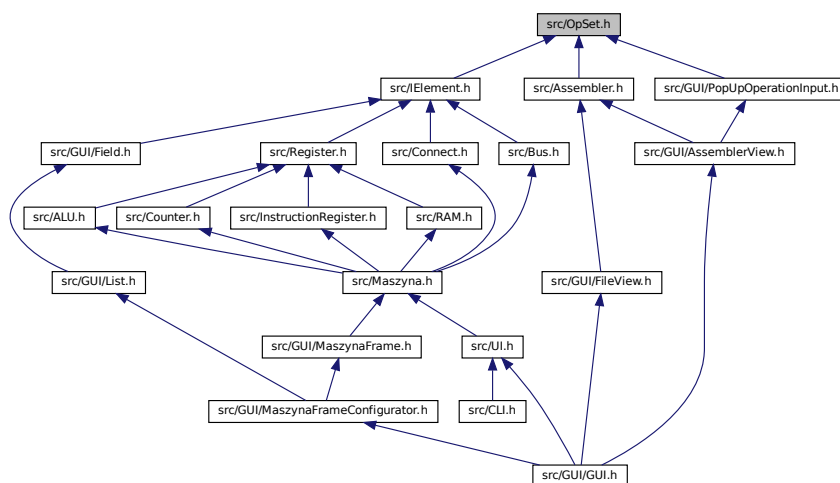 src/OpSet.h
src/IElement.h
src/Assembler.h
src/GUI/PopUpOperationInput.h
src/GUI/Field.h
src/Register.h
src/Connect.h
src/Bus.h
src/GUI/AssemblerView.h
src/ALU.h
src/Counter.h
src/InstructionRegister.h
src/RAM.h
src/GUI/List.h
src/Maszyna.h
src/GUI/FileView.h
src/GUI/MaszynaFrame.h
src/UI.h
src/GUI/MaszynaFrameConfigurator.h
src/CLI.h
src/GUI/GUI.h